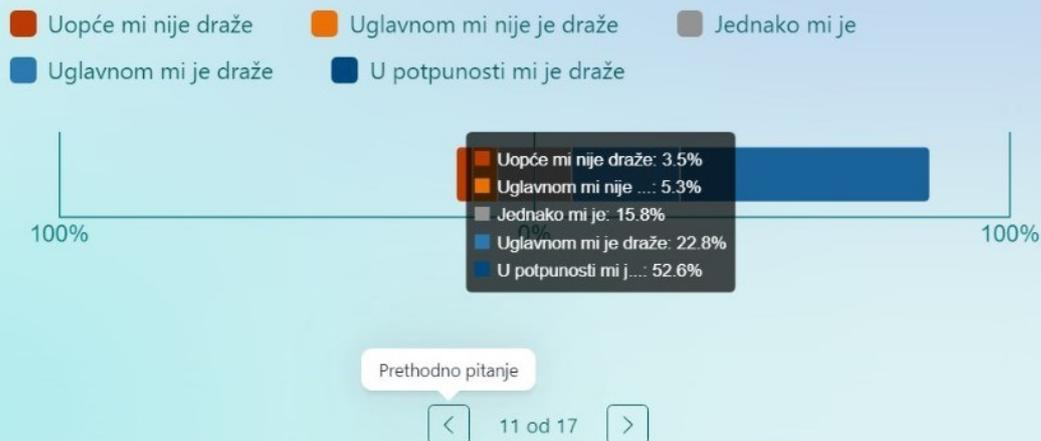 Uopće mi nije draže Uglavnom mi nije je draže Jednako mi je
Uglavnom mi je draže U potpunosti mi je draže
Uopće mi nije draže: 3.5%
Uglavnom mi nije ...: 5.3%
Jednako mi je: 15.8%
Uglavnom mi je draže: 22.8%
U potpunosti mi j...: 52.6%
100% 0% 100%
Prethodno pitanje
< 11 od 17 >